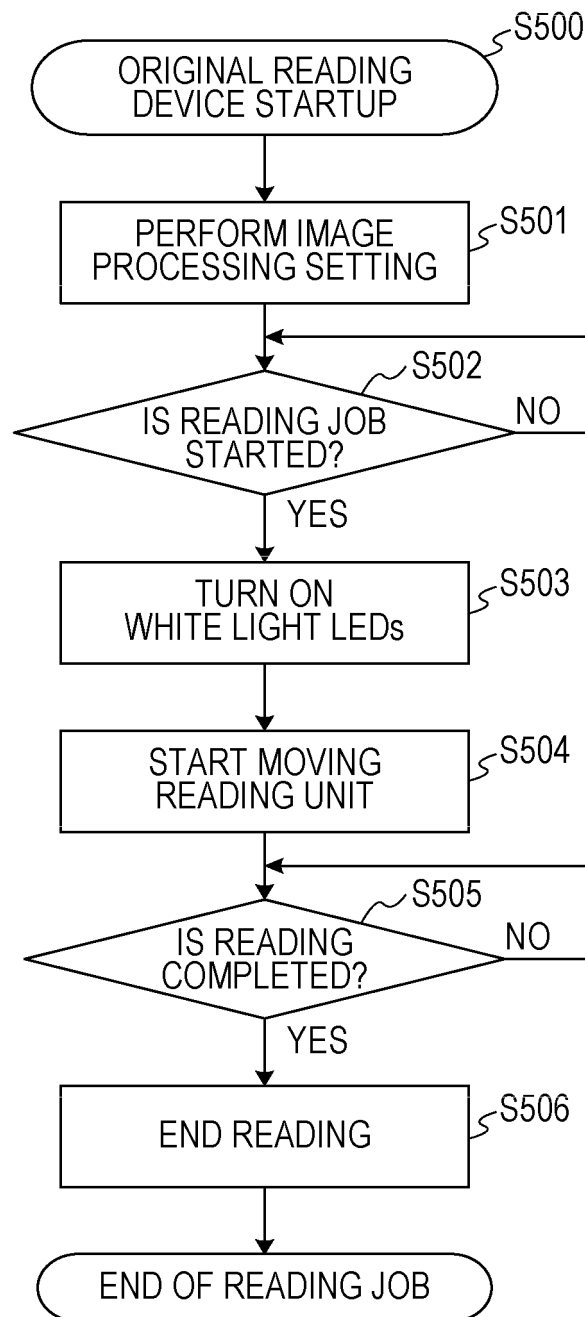 S500
ORIGINAL READING
DEVICE STARTUP
S501
PERFORM IMAGE
PROCESSING SETTING
S502
IS READING JOB
STARTED?
NO
YES
S503
TURN ON
WHITE LIGHT LEDs
S504
START MOVING
READING UNIT
S505
IS READING
COMPLETED?
NO
YES
S506
END READING
END OF READING JOB